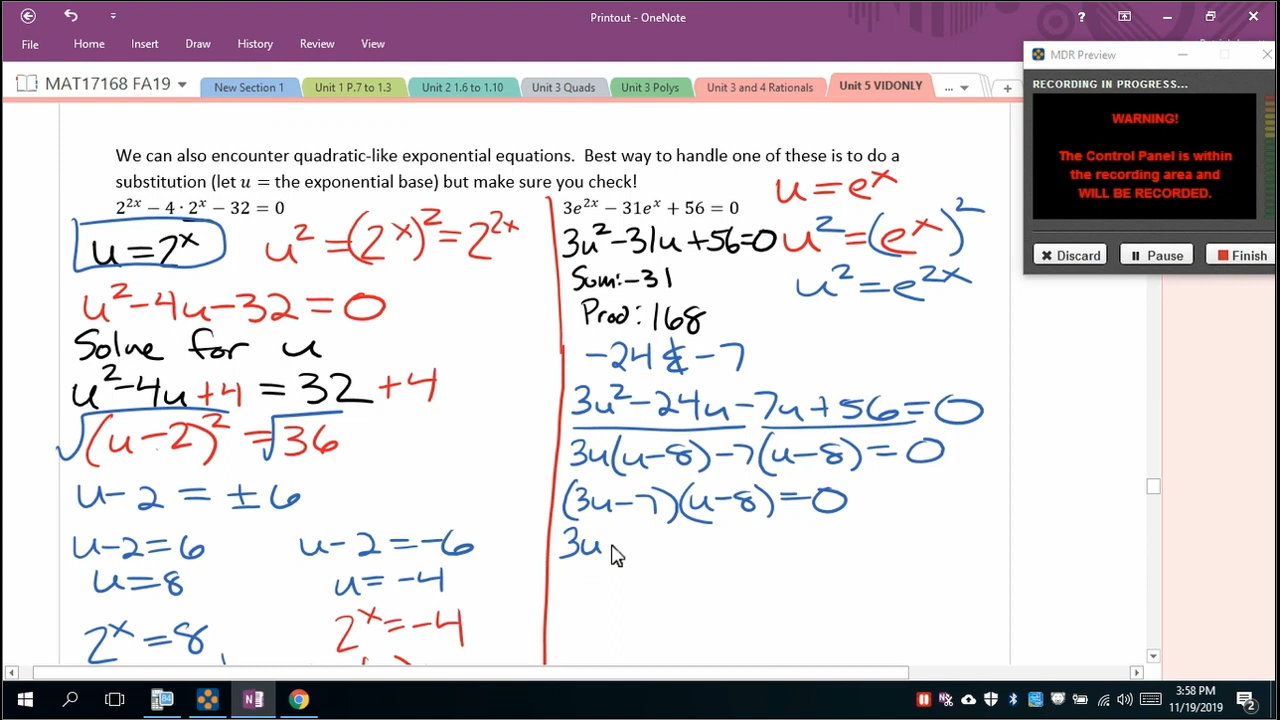 Printout - OneNote
File Home Insert Draw History Review View
MAT17168 FA19
New Section 1
Unit 1 P.7 to 1.3
Unit 2 1.6 to 1.10
Unit 3 Quads
Unit 3 Polys
Unit 3 and 4 Rationals
Unit 5 VIDONLY
...
MDR Preview
RECORDING IN PROGRESS...
WARNING!
The Control Panel is within
the recording area and
WILL BE RECORDED.
Discard Pause Finish
We can also encounter quadratic-like exponential equations. Best way to handle one of these is to do a
substitution (let u = the exponential base) but make sure you check!
2^{2x} − 4 · 2^x − 32 = 0
u = 2^x
u² = (2^x)² = 2^{2x}
u² − 4u − 32 = 0
Solve for u
u² − 4u + 4 = 32 + 4
√(u − 2)² = √36
u − 2 = ± 6
u − 2 = 6
u = 8
2^x = 8
u − 2 = −6
u = −4
2^x = −4
3e^{2x} − 31e^x + 56 = 0
u = e^x
u² = (e^x)²
u² = e^{2x}
3u² − 31u + 56 = 0
Sum: −31
Prod: 168
−24 & −7
3u² − 24u − 7u + 56 = 0
3u(u − 8) − 7(u − 8) = 0
(3u − 7)(u − 8) = 0
3u
3:58 PM
11/19/2019
2